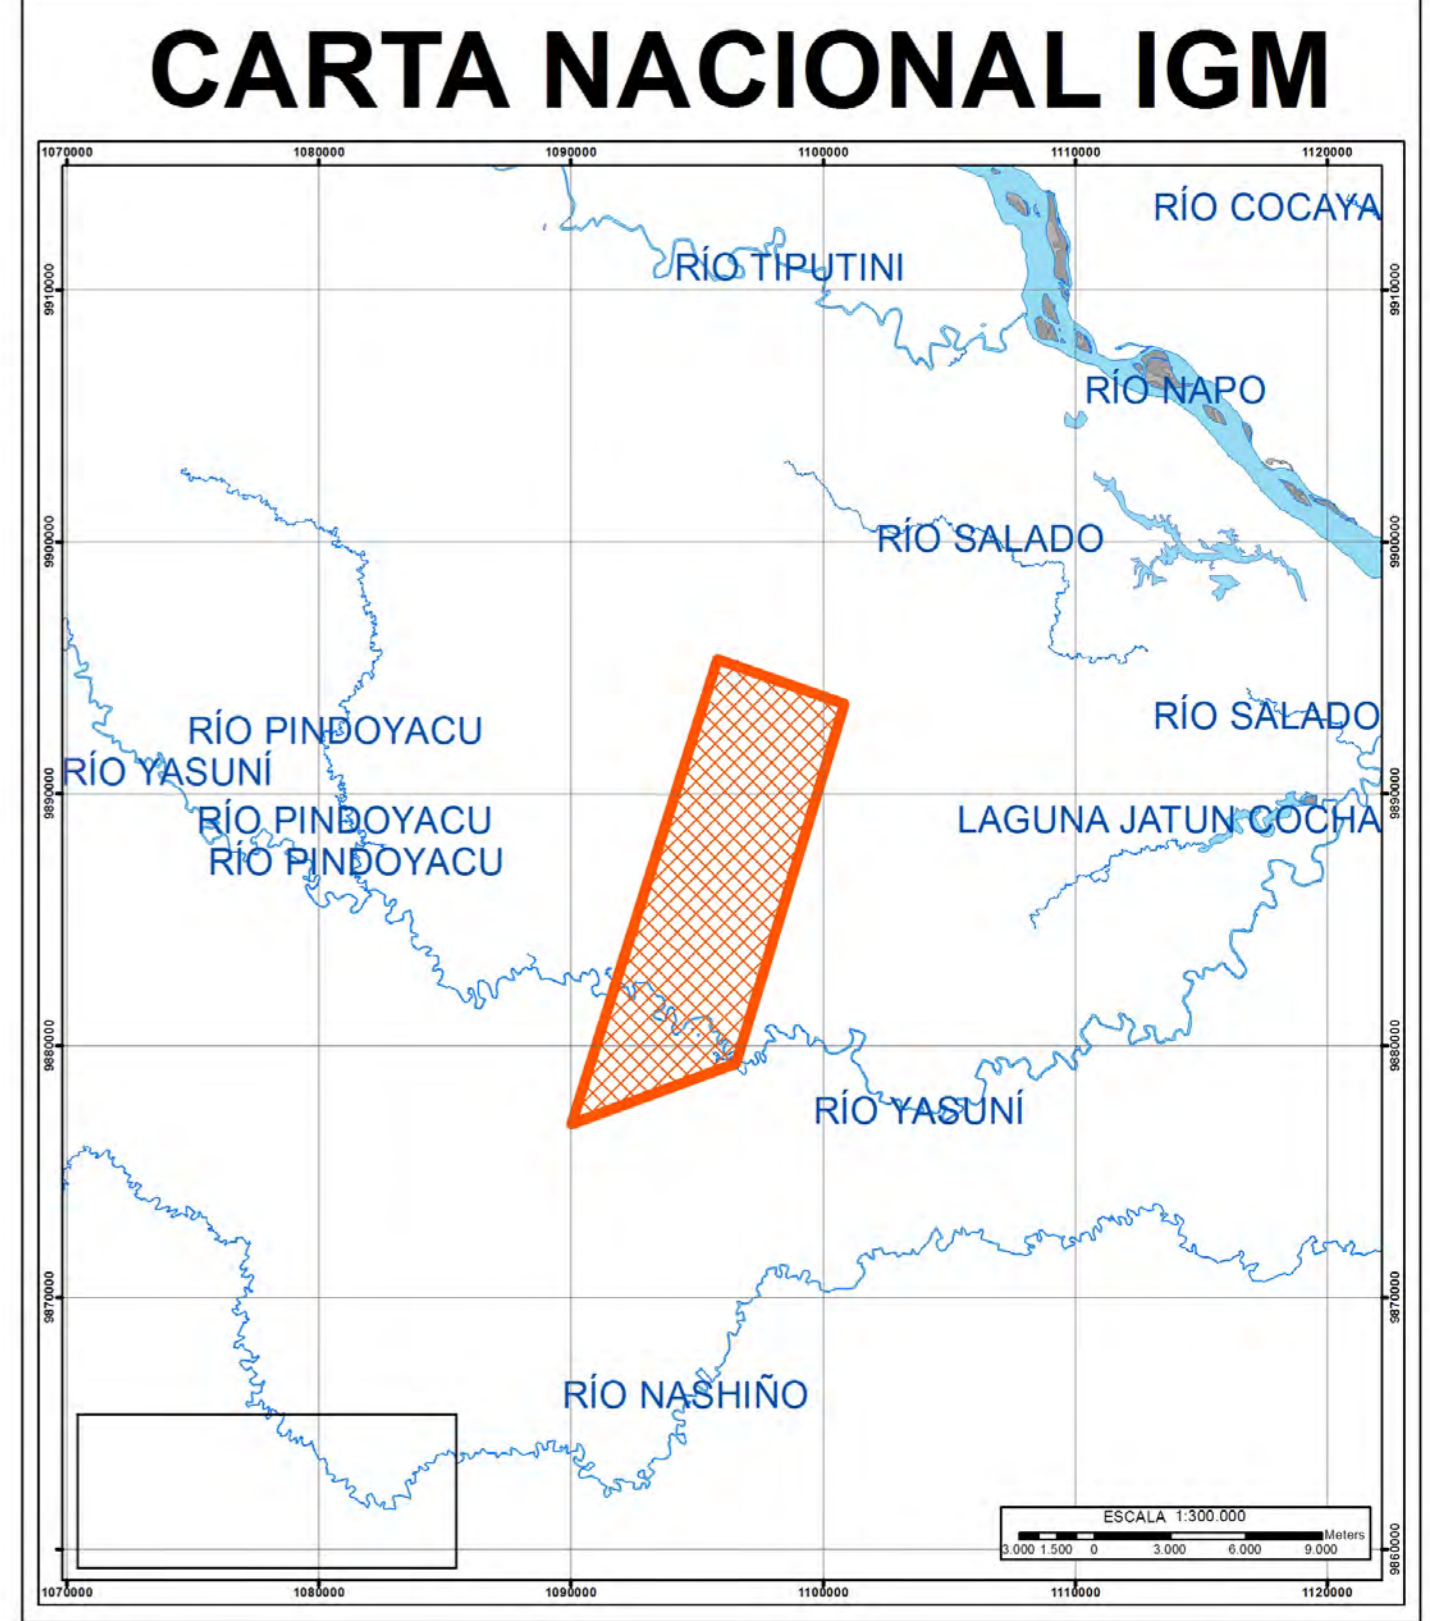 CARTA NACIONAL IGM
1070000 1080000 1090000 1100000 1110000 1120000
RÍO COCAYA
RÍO TIPUTINI
9910000 9910000
RÍO NAPO
RÍO SALADO
9900000 9900000
RÍO SALADO
RÍO PINDOYACU
RÍO YASUNÍ
9890000 9890000
RÍO PINDOYACU
LAGUNA JATUN COCHA
RÍO PINDOYACU
9880000 9880000
RÍO YASUNÍ
9870000 9870000
RÍO NASHIÑO
ESCALA 1:300.000
Meters
3.000 1.500 0 3.000 6.000 9.000
9860000
1070000 1080000 1090000 1100000 1110000 1120000